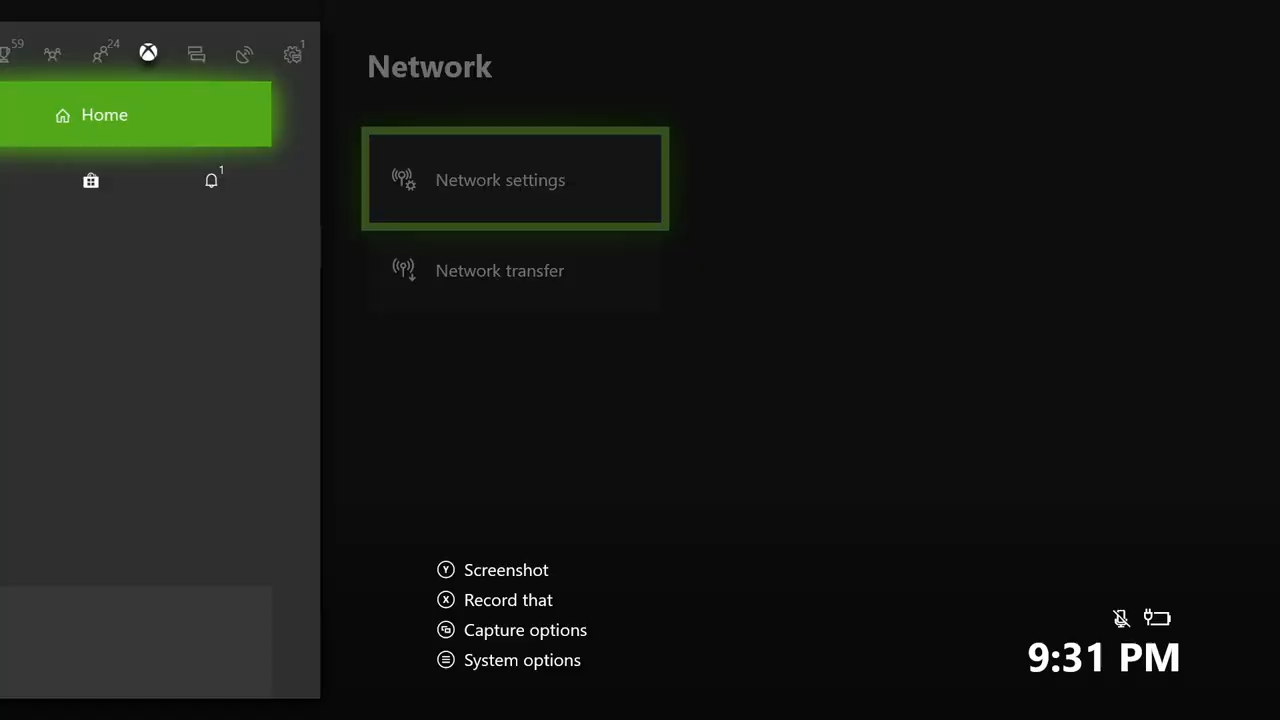 59
24
1
Home
1
Network
Network settings
Network transfer
Y Screenshot
X Record that
Capture options
System options
9:31 PM